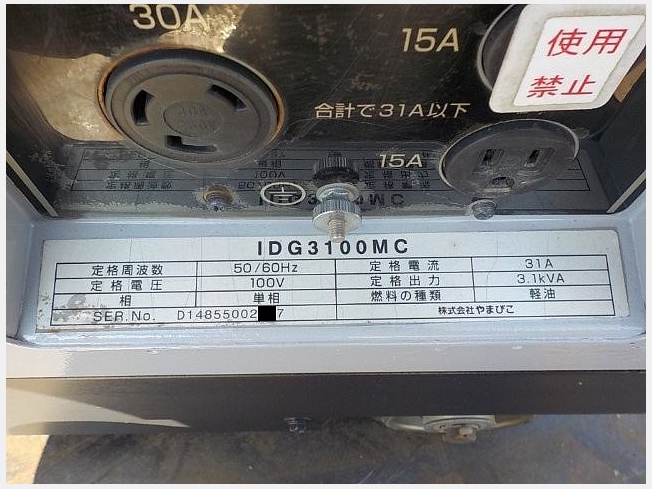 30A
15A
使用
禁止
合計で31A以下
15A
IDG3100MC
定格周波数 50/60Hz 定格電流 31A
定格電圧 100V 定格出力 3.1kVA
相 単相 燃料の種類 軽油
SER.No. D14855002 7 株式会社やまびこ